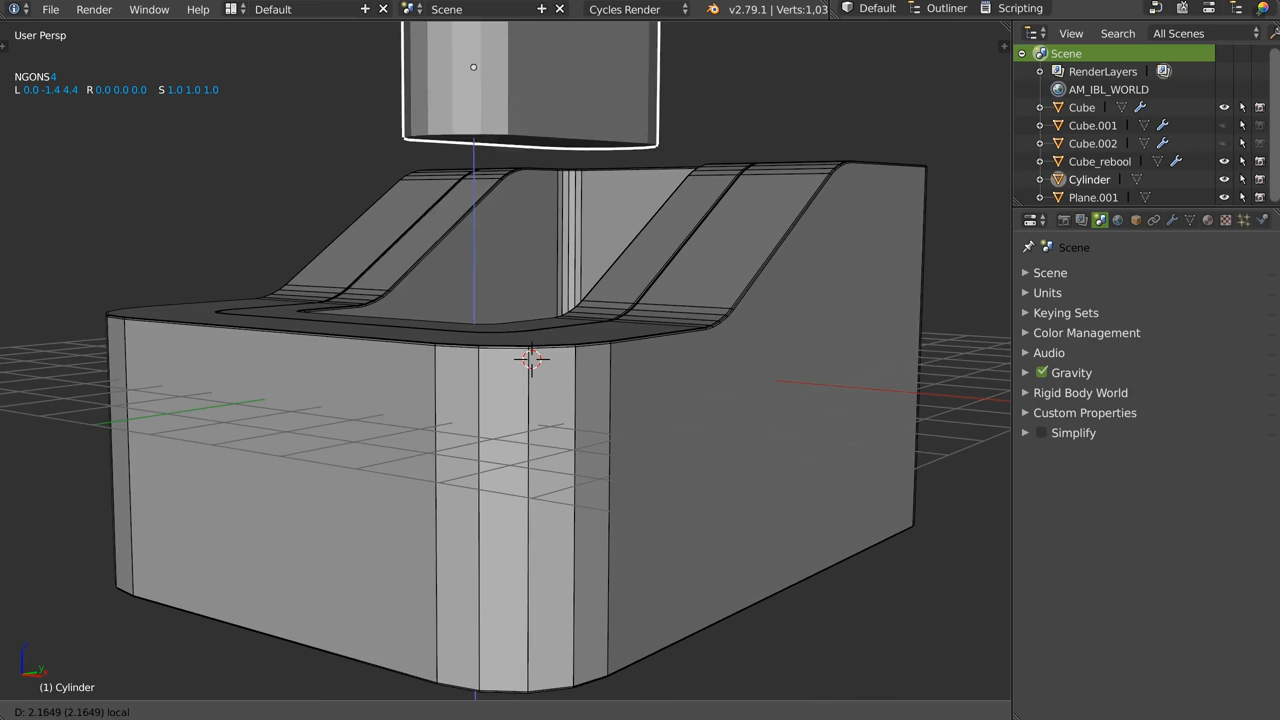 File Render Window Help Default Scene Cycles Render v2.79.1 | Verts:1,03 Default Outliner Scripting
User Persp
View Search All Scenes
Scene
RenderLayers
NGONS4
L 0.0 -1.4 4.4 R 0.0 0.0 0.0 S 1.0 1.0 1.0
AM_IBL_WORLD
Cube
Cube.001
Cube.002
Cube_rebool
Cylinder
Plane.001
Scene
Scene
Units
Keying Sets
Color Management
Audio
Gravity
Rigid Body World
Custom Properties
Simplify
z
y
(1) Cylinder
D: 2.1649 (2.1649) local